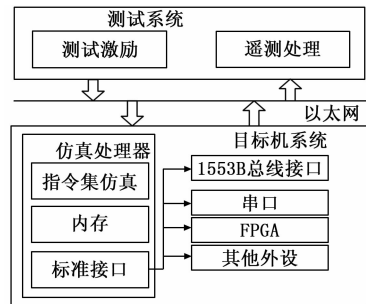 测试系统
测试激励
遥测处理
以太网
目标机系统
仿真处理器
指令集仿真
内存
标准接口
1553B总线接口
串口
FPGA
其他外设